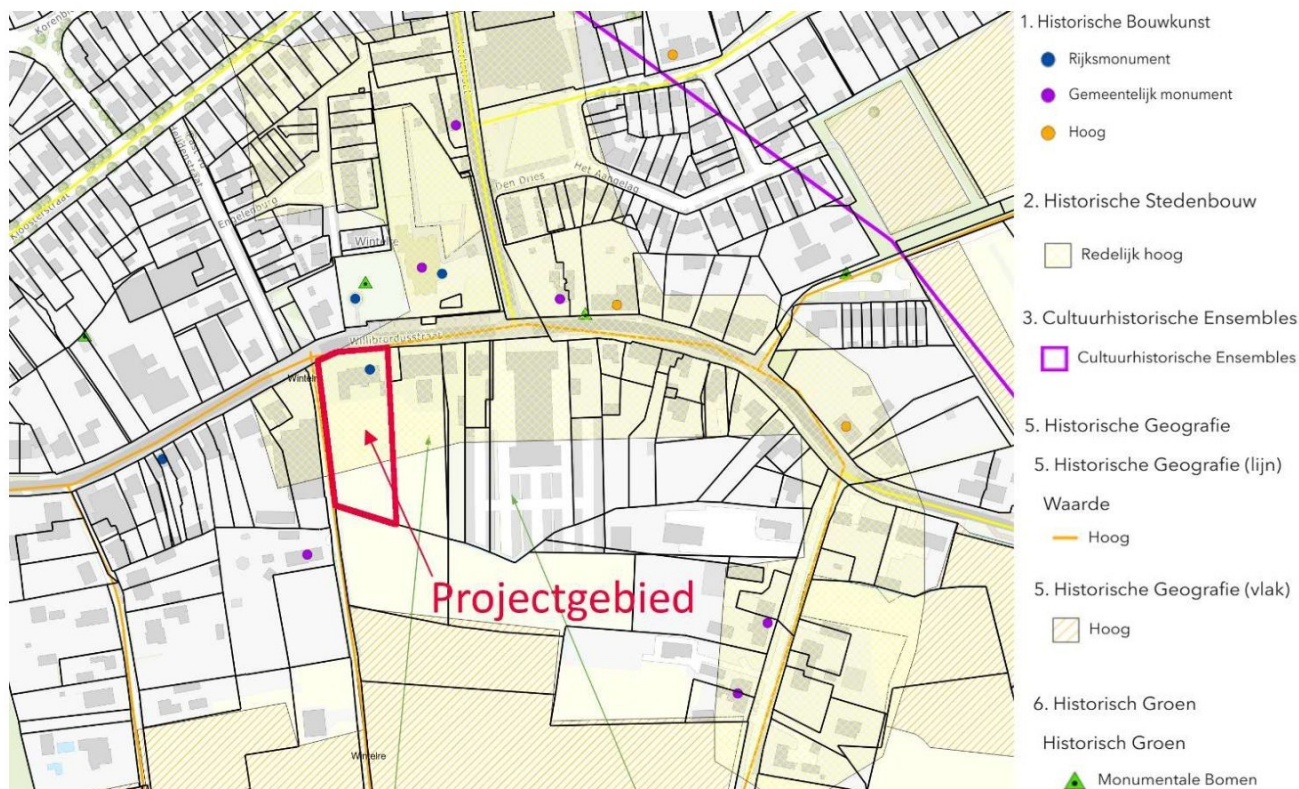 Kloosterstraat
Engelenburg
Wintelre
Den Dries
Het Aangelag
Willibrordusstraat
Projectgebied
Wintelre
1. Historische Bouwkunst
Rijksmonument
Gemeentelijk monument
Hoog
2. Historische Stedenbouw
Redelijk hoog
3. Cultuurhistorische Ensembles
Cultuurhistorische Ensembles
5. Historische Geografie
5. Historische Geografie (lijn)
Waarde
Hoog
5. Historische Geografie (vlak)
Hoog
6. Historisch Groen
Historisch Groen
Monumentale Bomen